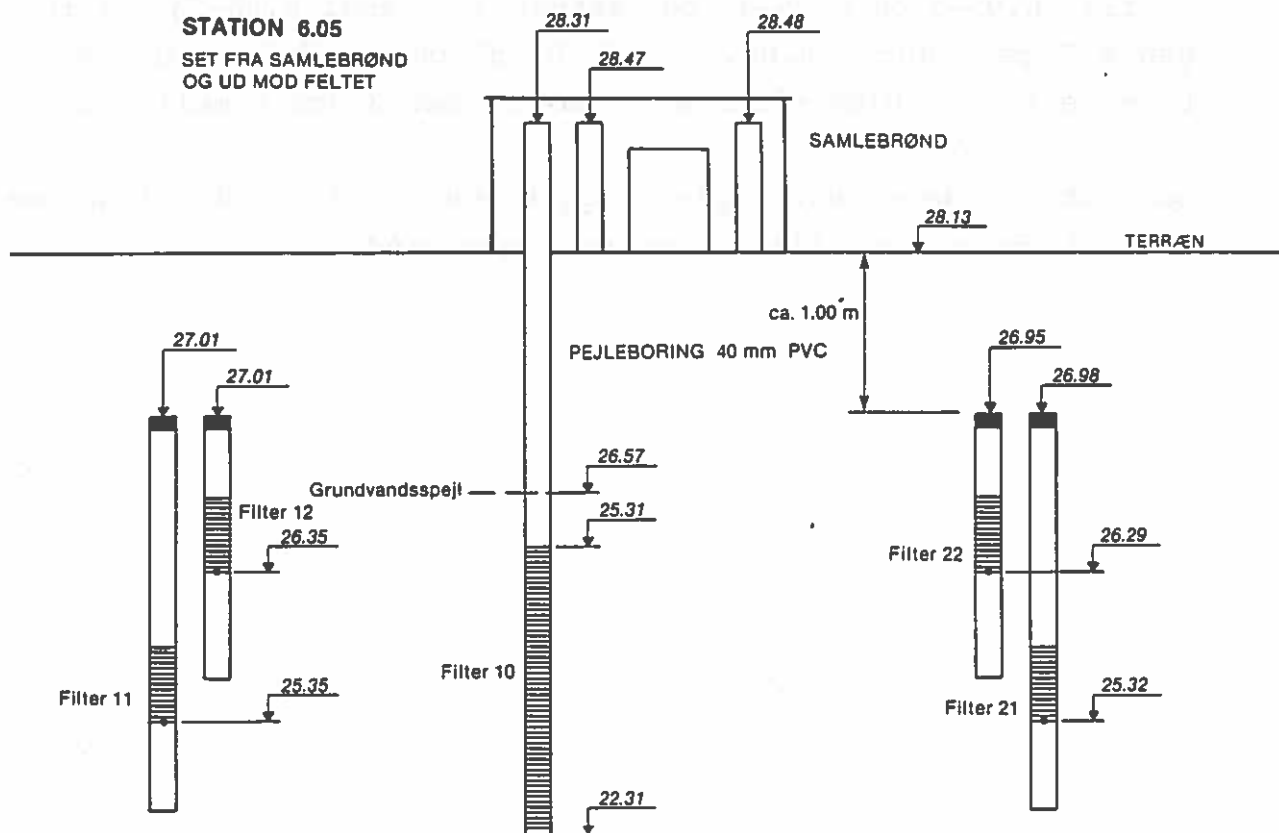 STATION 6.05
SET FRA SAMLEBRØND
OG UD MOD FELTET
28.31
28.47
28.48
SAMLEBRØND
28.13
TERRÆN
ca. 1.00 m
PEJLEBORING 40 mm PVC
27.01
27.01
26.95
26.98
26.57
Grundvandsspejl
25.31
Filter 12
26.35
Filter 22
26.29
Filter 11
25.35
Filter 10
Filter 21
25.32
22.31